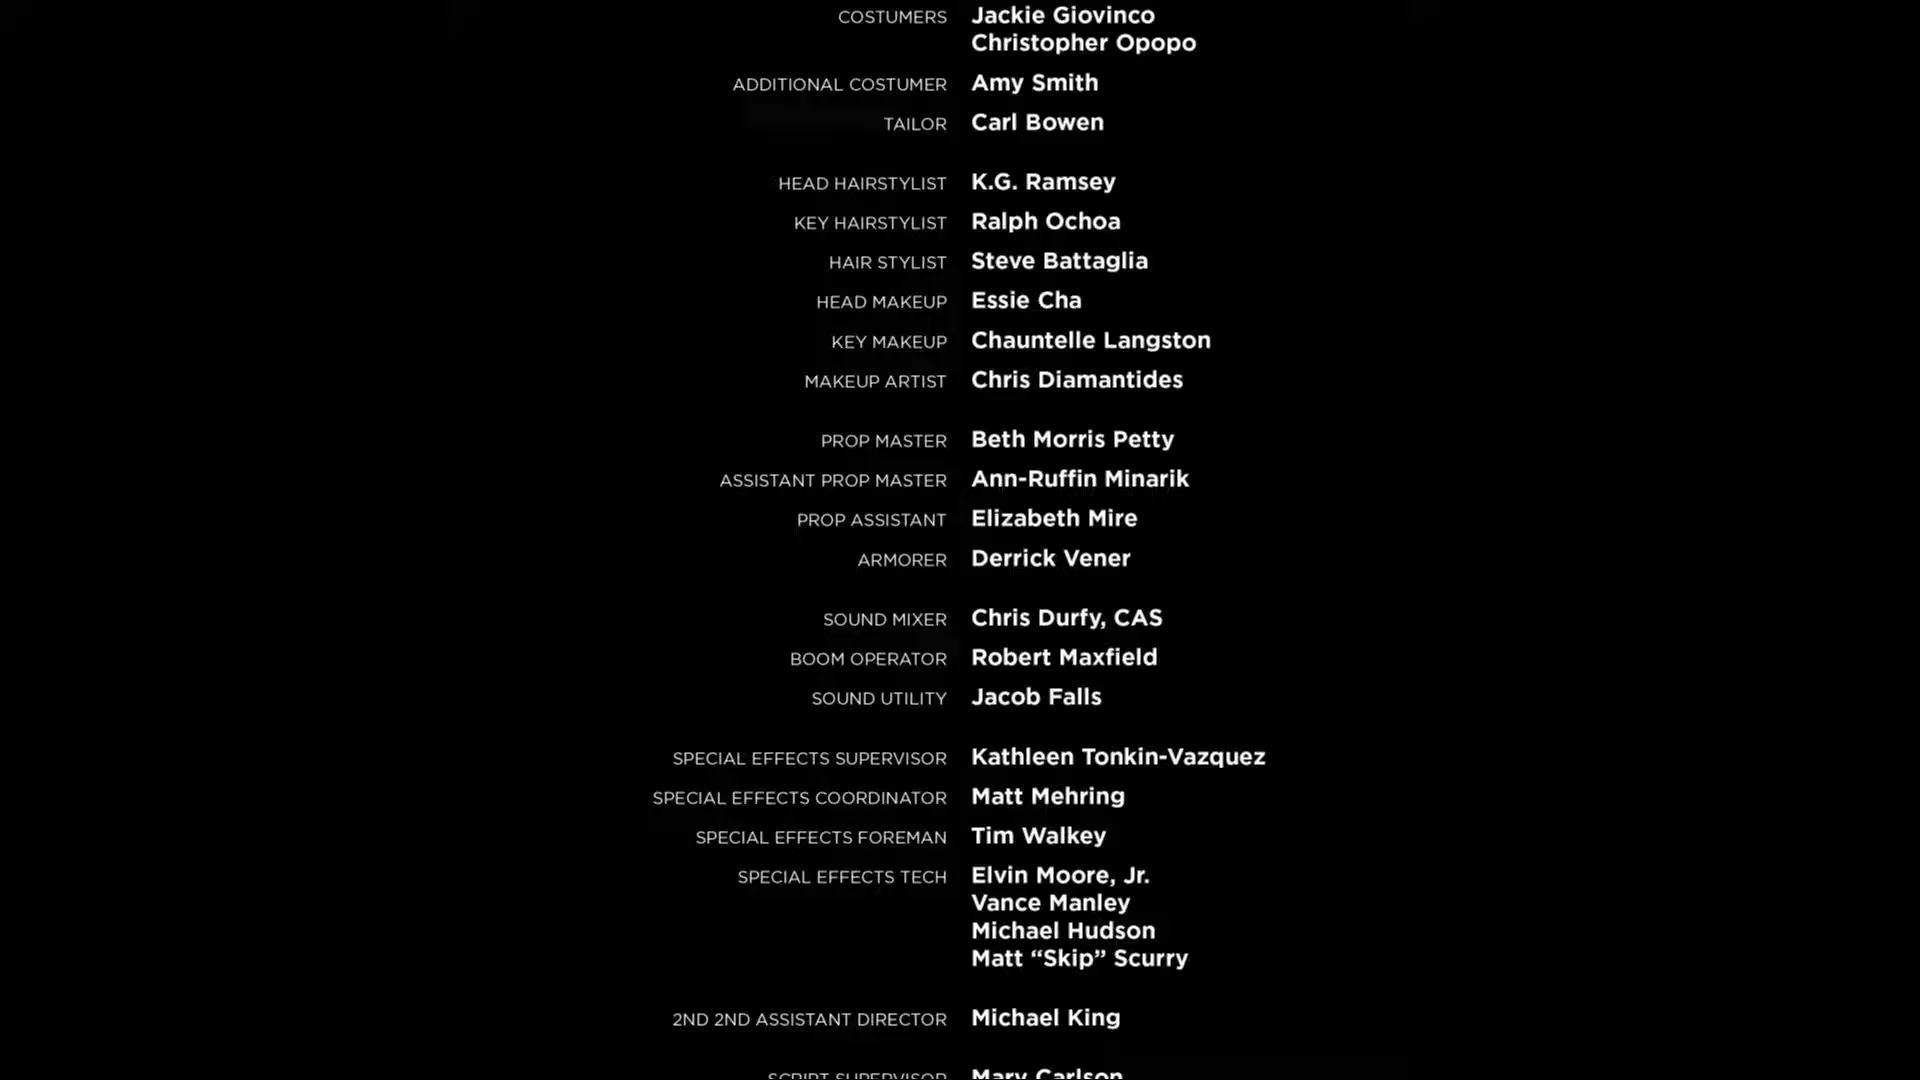 COSTUMERS Jackie Giovinco
Christopher Opopo
ADDITIONAL COSTUMER Amy Smith
TAILOR Carl Bowen
HEAD HAIRSTYLIST K.G. Ramsey
KEY HAIRSTYLIST Ralph Ochoa
HAIR STYLIST Steve Battaglia
HEAD MAKEUP Essie Cha
KEY MAKEUP Chauntelle Langston
MAKEUP ARTIST Chris Diamantides
PROP MASTER Beth Morris Petty
ASSISTANT PROP MASTER Ann-Ruffin Minarik
PROP ASSISTANT Elizabeth Mire
ARMORER Derrick Vener
SOUND MIXER Chris Durfy, CAS
BOOM OPERATOR Robert Maxfield
SOUND UTILITY Jacob Falls
SPECIAL EFFECTS SUPERVISOR Kathleen Tonkin-Vazquez
SPECIAL EFFECTS COORDINATOR Matt Mehring
SPECIAL EFFECTS FOREMAN Tim Walkey
SPECIAL EFFECTS TECH Elvin Moore, Jr.
Vance Manley
Michael Hudson
Matt “Skip” Scurry
2ND 2ND ASSISTANT DIRECTOR Michael King
SCRIPT SUPERVISOR Mary Carlson